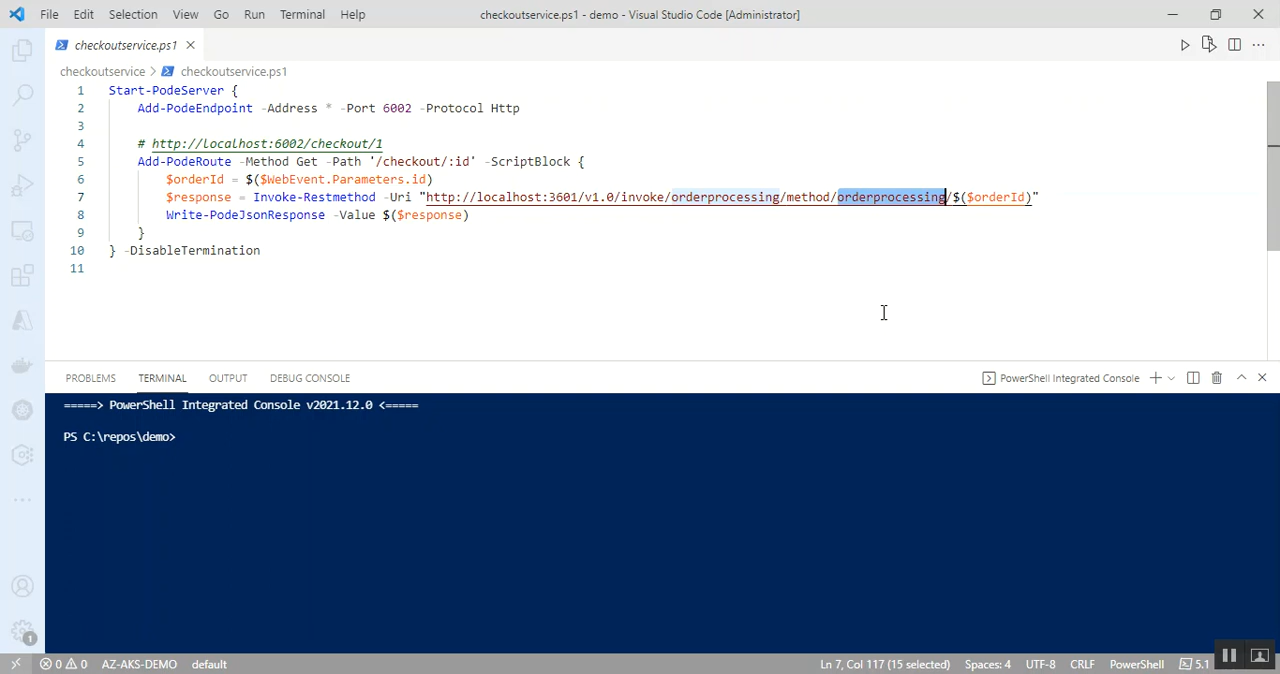 File Edit Selection View Go Run Terminal Help checkoutservice.ps1 - demo - Visual Studio Code [Administrator]
checkoutservice.ps1
checkoutservice > checkoutservice.ps1
1 Start-PodeServer {
2 Add-PodeEndpoint -Address * -Port 6002 -Protocol Http
3
4 # http://localhost:6002/checkout/1
5 Add-PodeRoute -Method Get -Path '/checkout/:id' -ScriptBlock {
6 $orderId = $($WebEvent.Parameters.id)
7 $response = Invoke-Restmethod -Uri "http://localhost:3601/v1.0/invoke/orderprocessing/method/orderprocessing/$($orderId)"
8 Write-PodeJsonResponse -Value $($response)
9 }
10 } -DisableTermination
11
PROBLEMS TERMINAL OUTPUT DEBUG CONSOLE PowerShell Integrated Console
=====> PowerShell Integrated Console v2021.12.0 <=====
PS C:\repos\demo>
1
0 0 AZ-AKS-DEMO default Ln 7, Col 117 (15 selected) Spaces: 4 UTF-8 CRLF PowerShell 5.1